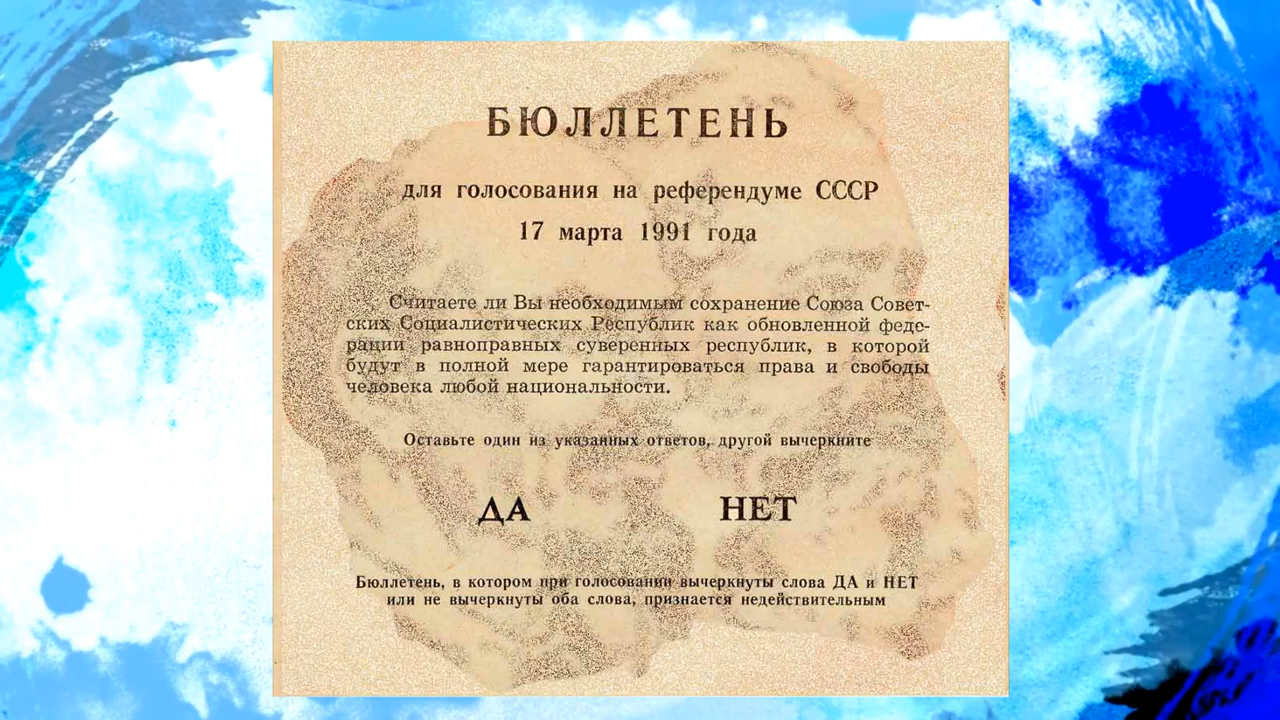 БЮЛЛЕТЕНЬ
для голосования на референдуме СССР
17 марта 1991 года
Считаете ли Вы необходимым сохранение Союза Совет-
ских Социалистических Республик как обновленной феде-
рации равноправных суверенных республик, в которой
будут в полной мере гарантироваться права и свободы
человека любой национальности.
Оставьте один из указанных ответов, другой вычеркните
ДА НЕТ
Бюллетень, в котором при голосовании вычеркнуты слова ДА и НЕТ
или не вычеркнуты оба слова, признается недействительным